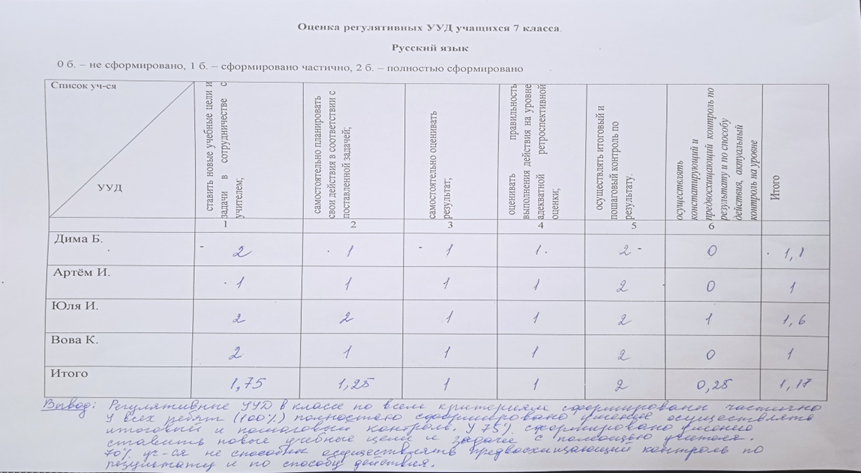 Оценка регулятивных УУД учащихся 7 класса.
Русский язык
0 б. – не сформировано, 1 б. – сформировано частично, 2 б. – полностью сформировано
Список уч-ся
УУД
ставить новые учебные цели и
задачи в сотрудничестве с
учителем;
самостоятельно планировать
свои действия в соответствии с
поставленной задачей;
самостоятельно оценивать
результат;
оценивать правильность
выполнения действия на уровне
адекватной ретроспективной
оценки;
осуществлять итоговый и
пошаговый контроль по
результату.
осуществлять
констатирующий и
предвосхищающий контроль по
результату и по способу
действия, актуальный
контроль на уровне
Итого
1 2 3 4 5 6
Дима Б. 2 1 1 1 2 0 1,1
Артём И. 1 1 1 1 2 0 1
Юля И. 2 2 1 1 2 1 1,6
Вова К. 2 1 1 1 2 0 1
Итого 1,75 1,25 1 1 2 0,25 1,17
Вывод: Регулятивные УУД в классе по всем критериям сформированы частично
У всех ребят (100%) полностью сформировано умение осуществлять
итоговый и пошаговый контроль. У 75% сформировано умение
ставить новые учебные цели и задачи с помощью учителя.
70% уч-ся не способны осуществлять предвосхищающий контроль по
результату и по способу действия.